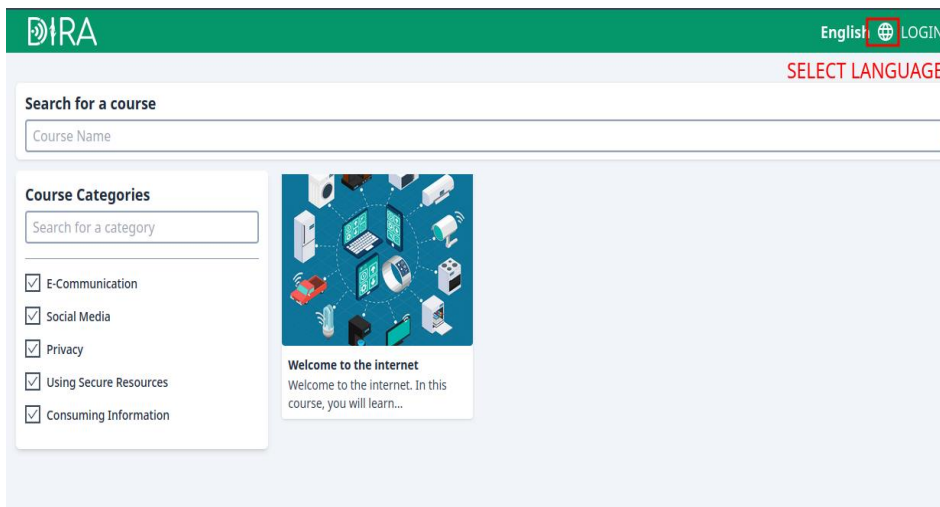 DIRA
English LOGIN
SELECT LANGUAGE
Search for a course
Course Name
Course Categories
Search for a category
E-Communication
Social Media
Privacy
Using Secure Resources
Consuming Information
Welcome to the internet
Welcome to the internet. In this
course, you will learn...